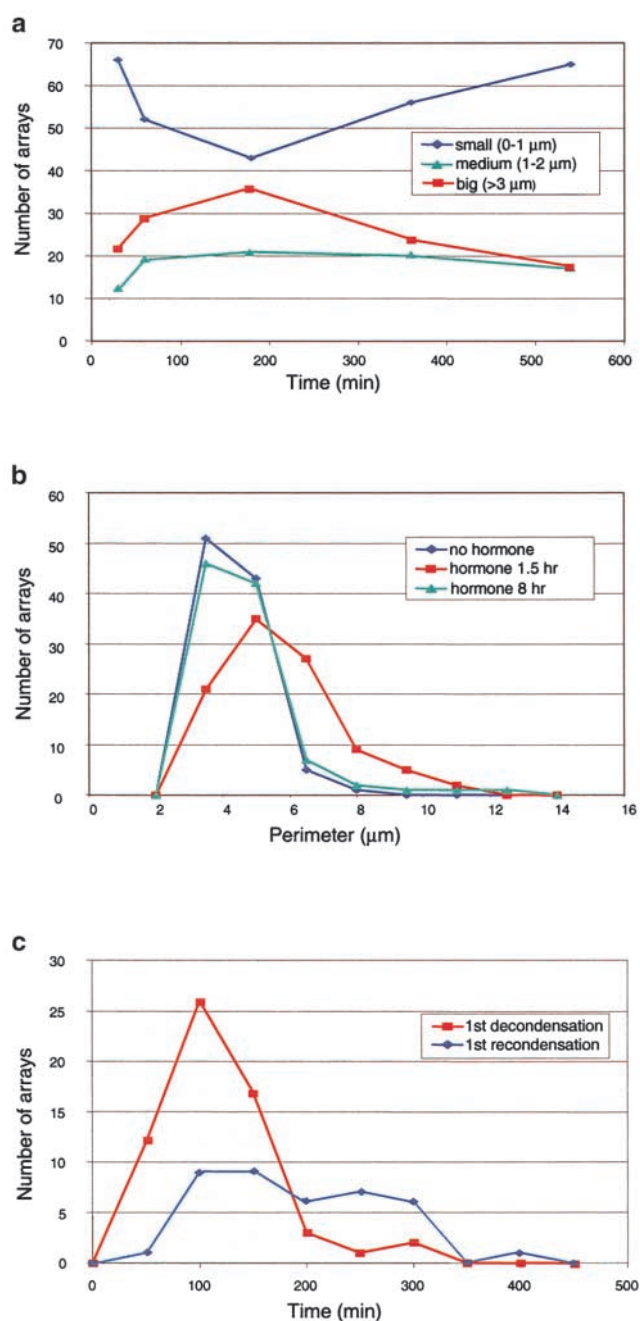 a
70
60
50
40
30
20
10
0
small (0-1 μm)
medium (1-2 μm)
big (>3 μm)
0 100 200 300 400 500 600
Number of arrays
Time (min)
b
60
50
40
30
20
10
0
no hormone
hormone 1.5 hr
hormone 8 hr
0 2 4 6 8 10 11 14 16
Number of arrays
Perimeter (μm)
c
30
25
20
15
10
5
0
1st decondensation
1st recondensation
0 100 200 300 400 500
Number of arrays
Time (min)